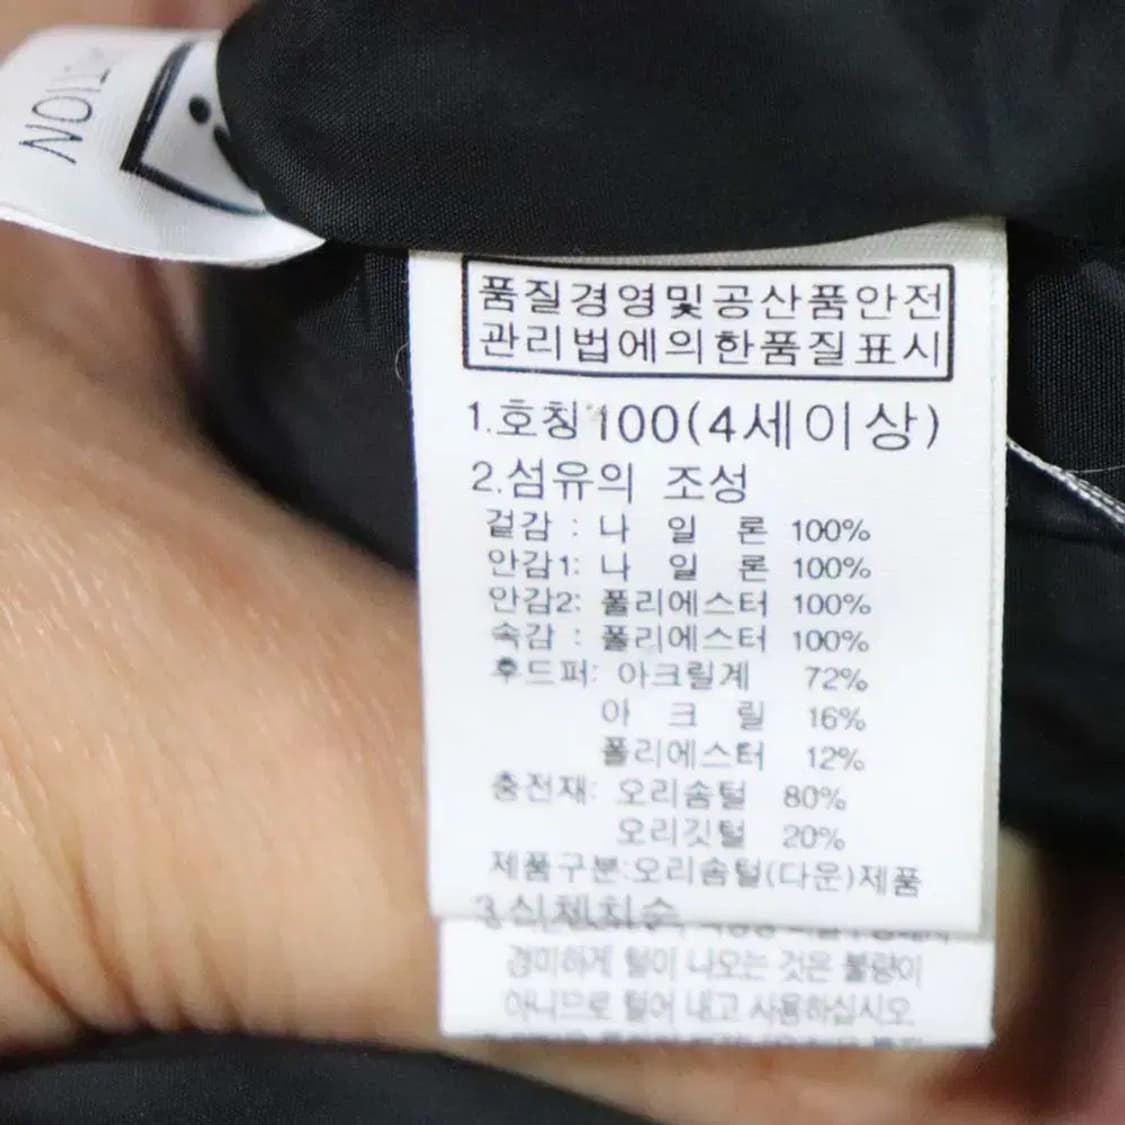 품질경영및공산품안전
관리법에의한품질표시
1.호칭 100(4세이상)
2.섬유의 조성
겉감 : 나 일 론 100%
안감1: 나 일 론 100%
안감2: 폴리에스터 100%
속감 : 폴리에스터 100%
후드퍼: 아크릴계 72%
아 크 릴 16%
폴리에스터 12%
충전재: 오리솜털 80%
오리깃털 20%
제품구분:오리솜털(다운)제품
3.신체치수
경미하게 털이 나오는 것은 불량이
아니므로 털어 내고 사용하십시오